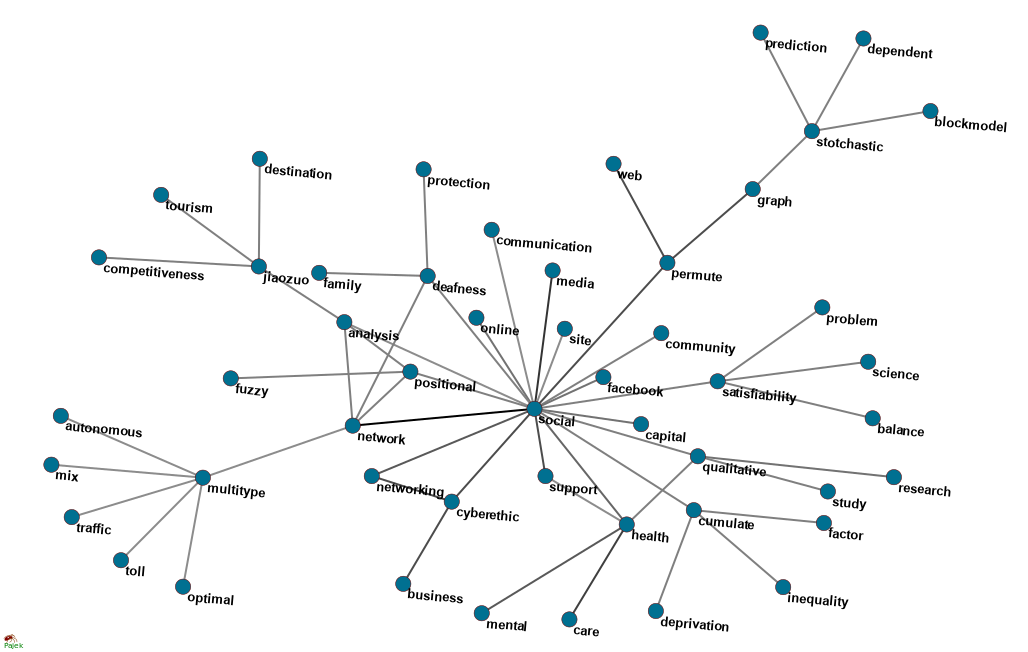 prediction
dependent
blockmodel
stotchastic
destination
protection
web
graph
tourism
communication
competitiveness
jiaozuo
family
deafness
media
permute
analysis
online
site
community
problem
fuzzy
positional
facebook
satisfiability
science
autonomous
network
social
capital
balance
mix
multitype
networking
support
qualitative
research
study
traffic
cyberethic
health
cumulate
factor
toll
optimal
business
mental
care
deprivation
inequality
Pajek